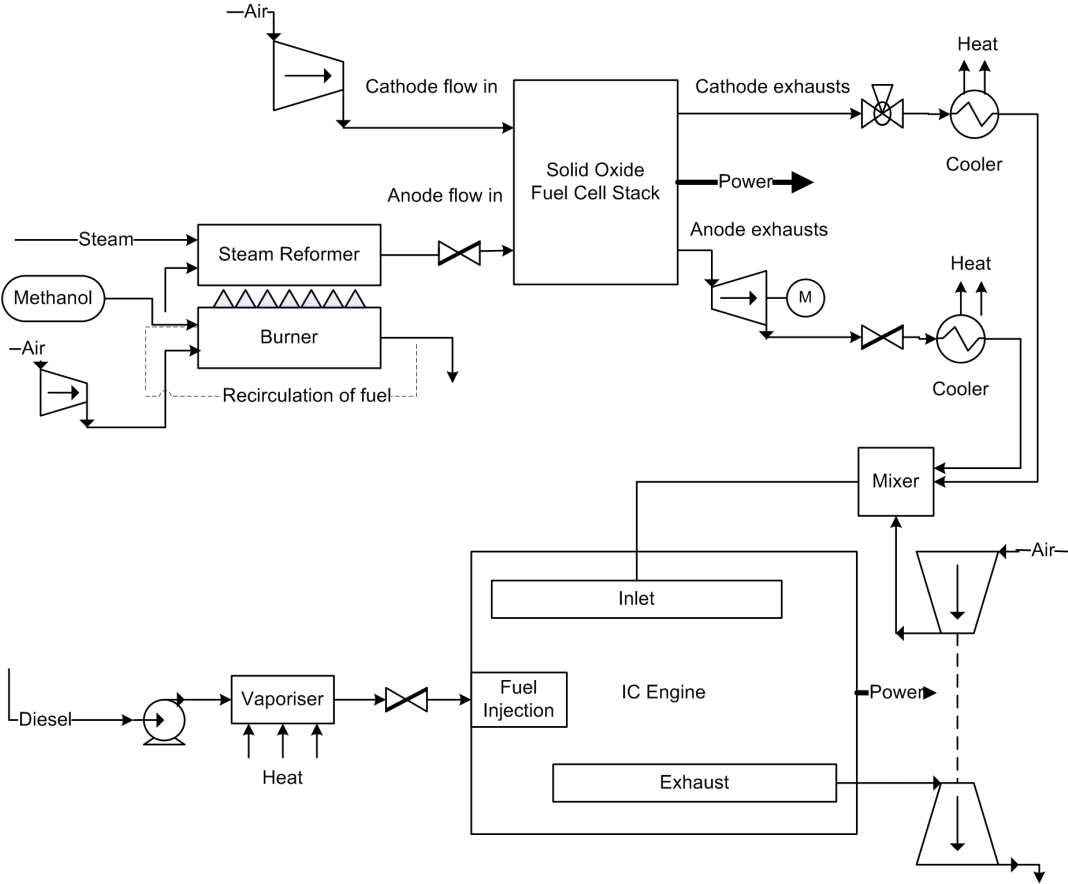 Air
Heat
Cathode flow in
Cathode exhausts
Cooler
Solid Oxide
Fuel Cell Stack
Power
Anode flow in
Anode exhausts
Steam
Steam Reformer
Heat
Methanol
M
Burner
Air
Cooler
Recirculation of fuel
Mixer
Air
Inlet
Fuel
Injection
IC Engine
Power
Vaporiser
Diesel
Heat
Exhaust